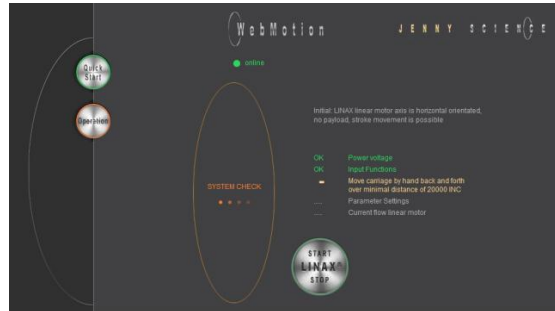 WebMotion
JENNY SCIENCE
Quick
Start
online
Operation
Initial: LINAX linear motor axis is horizontal orientated,
no payload, stroke movement is possible
OK Power voltage
OK Input Functions
Move carriage by hand back and forth
over minimal distance of 20000 INC
SYSTEM CHECK
.... Parameter Settings
.... Current flow linear motor
START
LINAX®
STOP